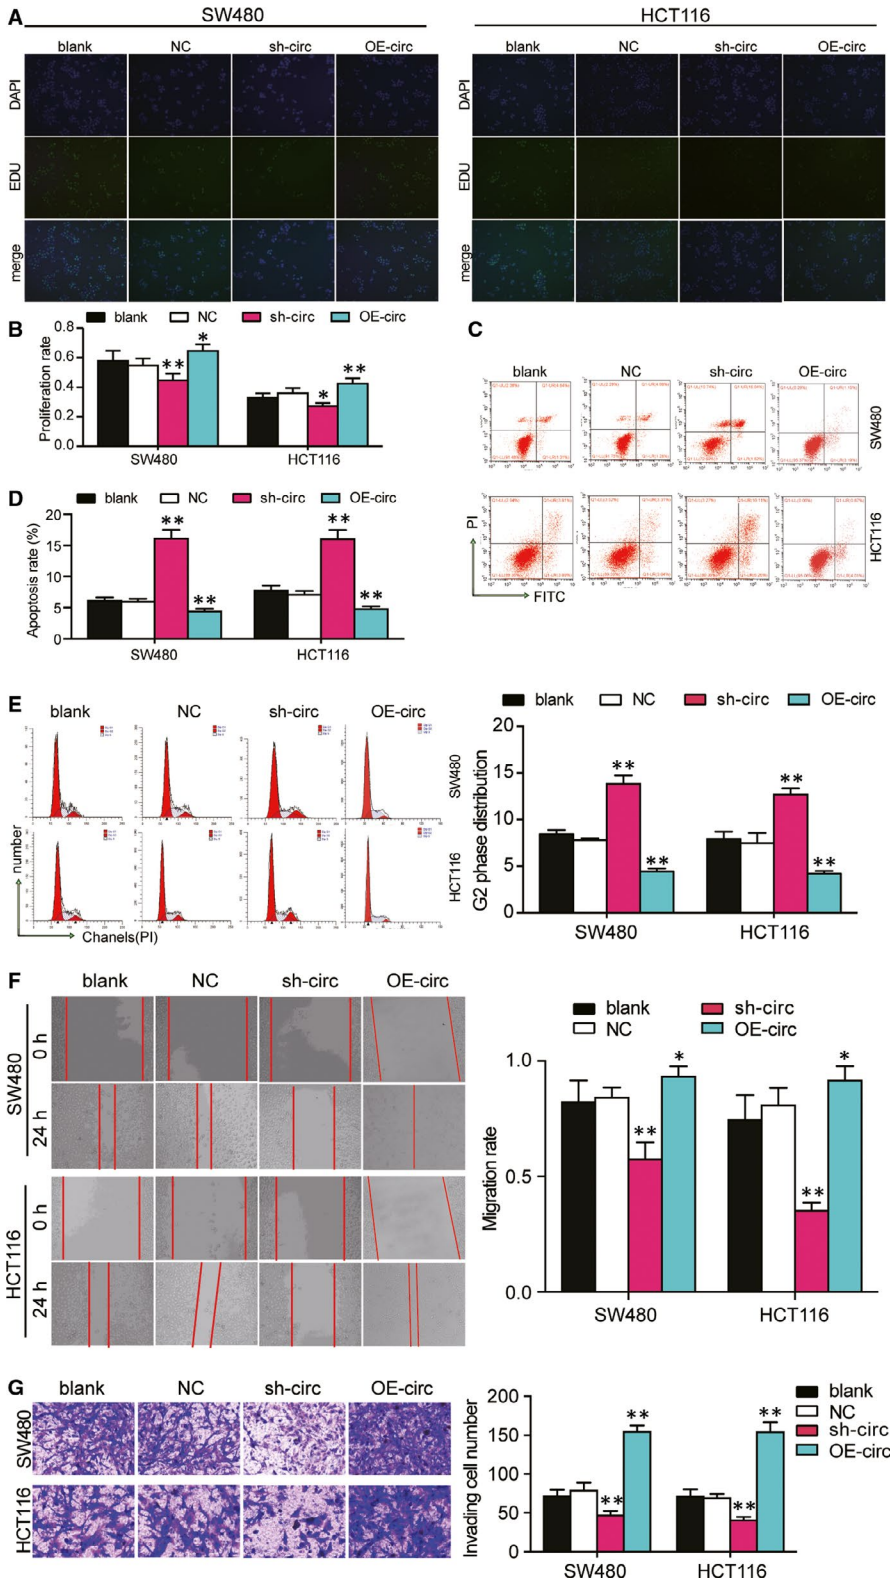 A
SW480
HCT116
blank NC sh-circ OE-circ
blank NC sh-circ OE-circ
DAPI
EDU
merge
DAPI
EDU
merge
B
blank NC sh-circ OE-circ
Proliferation rate
0.8
0.6
0.4
0.2
0.0
** *
* **
SW480 HCT116
C
blank NC sh-circ OE-circ
SW480
HCT116
PI
FITC
D
blank NC sh-circ OE-circ
Apoptosis rate (%)
20
15
10
5
0
** **
** **
SW480 HCT116
E
blank NC sh-circ OE-circ
SW480
HCT116
number
Chanels(PI)
blank NC sh-circ OE-circ
G2 phase distribution
20
15
10
5
0
** **
** **
SW480 HCT116
F
blank NC sh-circ OE-circ
SW480
0 h
24 h
HCT116
0 h
24 h
blank sh-circ
NC OE-circ
Migration rate
1.0
0.5
0.0
** *
** *
SW480 HCT116
G
blank NC sh-circ OE-circ
SW480
HCT116
blank
NC
sh-circ
OE-circ
Invading cell number
200
150
100
50
0
** **
** **
SW480 HCT116